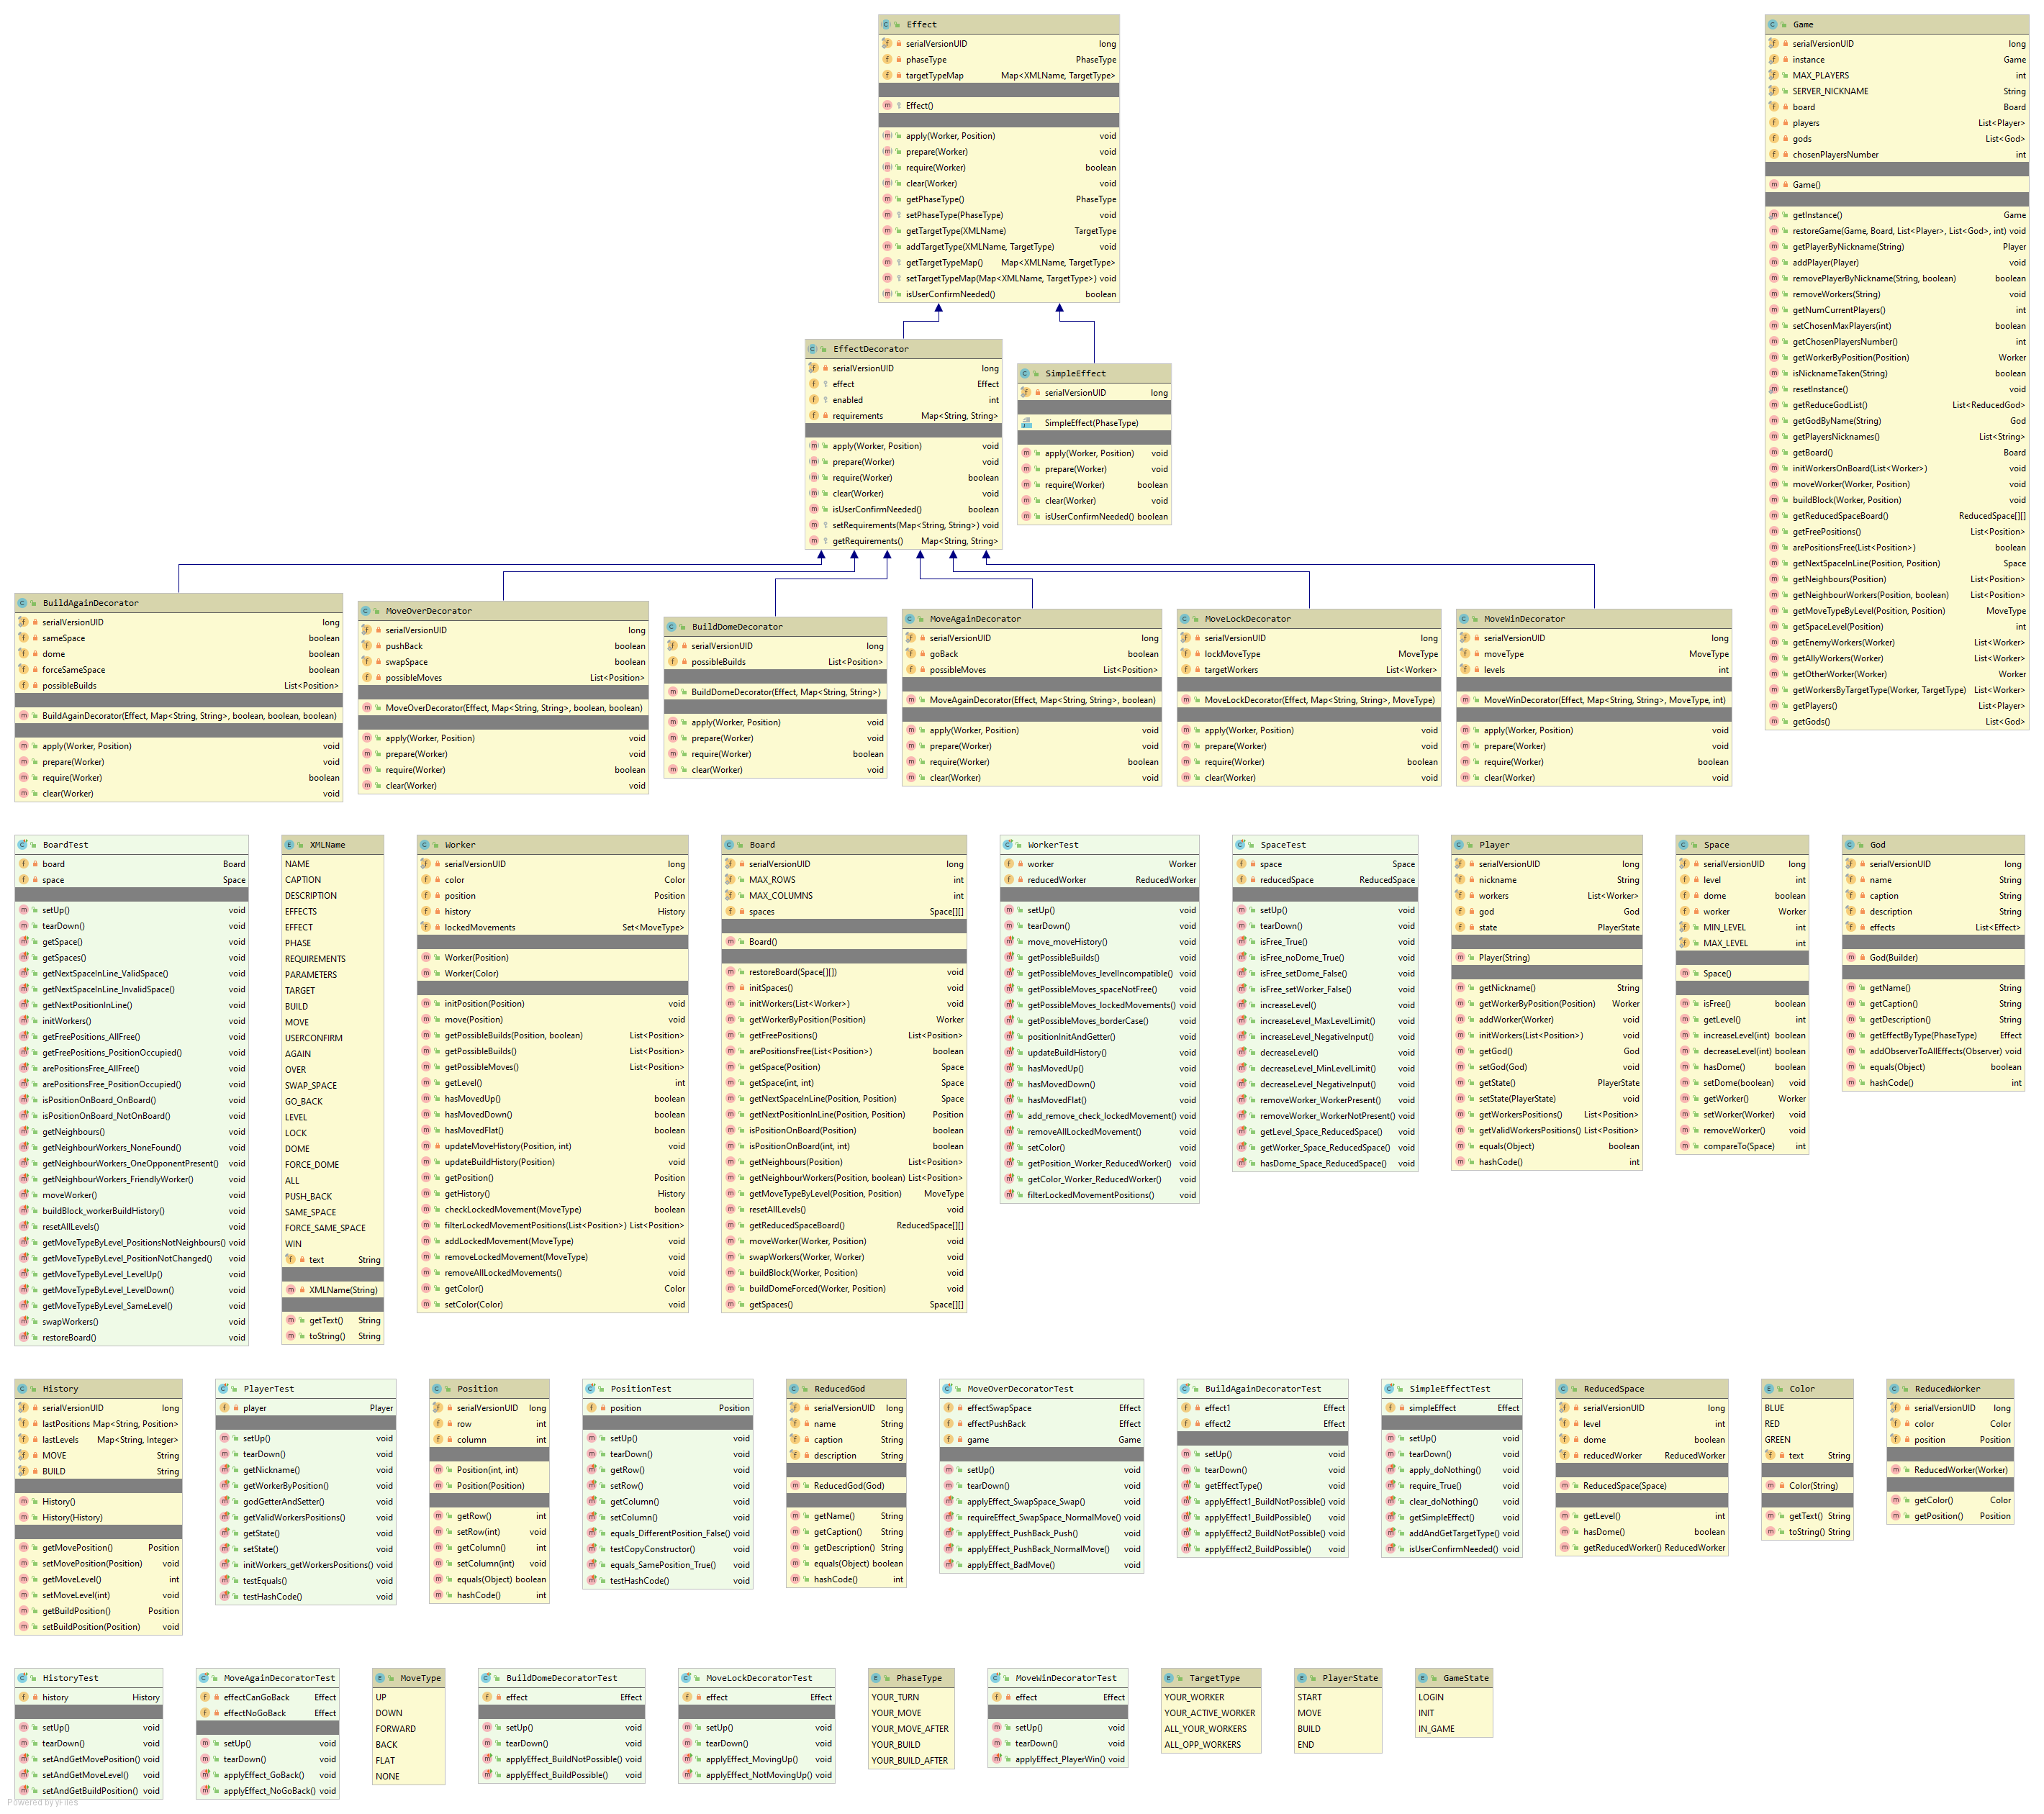 Effect
serialVersionUID long
phaseType PhaseType
targetTypeMap Map<XMLName, TargetType>
Effect()
apply(Worker, Position) void
prepare(Worker) void
require(Worker) boolean
clear(Worker) void
getPhaseType() PhaseType
setPhaseType(PhaseType) void
getTargetType(XMLName) TargetType
addTargetType(XMLName, TargetType) void
getTargetTypeMap() Map<XMLName, TargetType>
setTargetTypeMap(Map<XMLName, TargetType>) void
isUserConfirmNeeded() boolean
Game
serialVersionUID long
instance Game
MAX_PLAYERS int
SERVER_NICKNAME String
board Board
players List<Player>
gods List<God>
chosenPlayersNumber int
Game()
getInstance() Game
restoreGame(Game, Board, List<Player>, List<God>, int) void
getPlayerByNickname(String) Player
addPlayer(Player) void
removePlayerByNickname(String, boolean) boolean
removeWorkers(String) void
getNumCurrentPlayers() int
setChosenMaxPlayers(int) boolean
getChosenPlayersNumber() int
getWorkerByPosition(Position) Worker
isNicknameTaken(String) boolean
resetInstance() void
getReduceGodList() List<ReducedGod>
getGodByName(String) God
getPlayersNicknames() List<String>
getBoard() Board
initWorkersOnBoard(List<Worker>) void
moveWorker(Worker, Position) void
buildBlock(Worker, Position) void
getReducedSpaceBoard() ReducedSpace[][]
getFreePositions() List<Position>
arePositionsFree(List<Position>) boolean
getNextSpaceInLine(Position, Position) Space
getNeighbours(Position) List<Position>
getNeighbourWorkers(Position, boolean) List<Position>
getMoveTypeByLevel(Position, Position) MoveType
getSpaceLevel(Position) int
getEnemyWorkers(Worker) List<Worker>
getAllyWorkers(Worker) List<Worker>
getOtherWorker(Worker) Worker
getWorkersByTargetType(Worker, TargetType) List<Worker>
getPlayers() List<Player>
getGods() List<God>
EffectDecorator
serialVersionUID long
effect Effect
enabled int
requirements Map<String, String>
apply(Worker, Position) void
prepare(Worker) void
require(Worker) boolean
clear(Worker) void
isUserConfirmNeeded() boolean
setRequirements(Map<String, String>) void
getRequirements() Map<String, String>
SimpleEffect
serialVersionUID long
SimpleEffect(PhaseType)
apply(Worker, Position) void
prepare(Worker) void
require(Worker) boolean
clear(Worker) void
isUserConfirmNeeded() boolean
BuildAgainDecorator
serialVersionUID long
sameSpace boolean
dome boolean
forceSameSpace boolean
possibleBuilds List<Position>
BuildAgainDecorator(Effect, Map<String, String>, boolean, boolean, boolean)
apply(Worker, Position) void
prepare(Worker) void
require(Worker) boolean
clear(Worker) void
MoveOverDecorator
serialVersionUID long
pushBack boolean
swapSpace boolean
possibleMoves List<Position>
MoveOverDecorator(Effect, Map<String, String>, boolean, boolean)
apply(Worker, Position) void
prepare(Worker) void
require(Worker) boolean
clear(Worker) void
BuildDomeDecorator
serialVersionUID long
possibleBuilds List<Position>
BuildDomeDecorator(Effect, Map<String, String>)
apply(Worker, Position) void
prepare(Worker) void
require(Worker) boolean
clear(Worker) void
MoveAgainDecorator
serialVersionUID long
goBack boolean
possibleMoves List<Position>
MoveAgainDecorator(Effect, Map<String, String>, boolean)
apply(Worker, Position) void
prepare(Worker) void
require(Worker) boolean
clear(Worker) void
MoveLockDecorator
serialVersionUID long
lockMoveType MoveType
targetWorkers List<Worker>
MoveLockDecorator(Effect, Map<String, String>, MoveType)
apply(Worker, Position) void
prepare(Worker) void
require(Worker) boolean
clear(Worker) void
MoveWinDecorator
serialVersionUID long
moveType MoveType
levels int
MoveWinDecorator(Effect, Map<String, String>, MoveType, int)
apply(Worker, Position) void
prepare(Worker) void
require(Worker) boolean
clear(Worker) void
BoardTest
board Board
space Space
setUp() void
tearDown() void
getSpace() void
getSpaces() void
getNextSpaceInLine_ValidSpace() void
getNextSpaceInLine_InvalidSpace() void
getNextPositionInLine() void
initWorkers() void
getFreePositions_AllFree() void
getFreePositions_PositionOccupied() void
arePositionsFree_AllFree() void
arePositionsFree_PositionOccupied() void
isPositionOnBoard_OnBoard() void
isPositionOnBoard_NotOnBoard() void
getNeighbours() void
getNeighbourWorkers_NoneFound() void
getNeighbourWorkers_OneOpponentPresent() void
getNeighbourWorkers_FriendlyWorker() void
moveWorker() void
buildBlock_workerBuildHistory() void
resetAllLevels() void
getMoveTypeByLevel_PositionsNotNeighbours() void
getMoveTypeByLevel_PositionNotChanged() void
getMoveTypeByLevel_LevelUp() void
getMoveTypeByLevel_LevelDown() void
getMoveTypeByLevel_SameLevel() void
swapWorkers() void
restoreBoard() void
XMLName
NAME
CAPTION
DESCRIPTION
EFFECTS
EFFECT
PHASE
REQUIREMENTS
PARAMETERS
TARGET
BUILD
MOVE
USERCONFIRM
AGAIN
OVER
SWAP_SPACE
GO_BACK
LEVEL
LOCK
DOME
FORCE_DOME
ALL
PUSH_BACK
SAME_SPACE
FORCE_SAME_SPACE
WIN
text String
XMLName(String)
getText() String
toString() String
Worker
serialVersionUID long
color Color
position Position
history History
lockedMovements Set<MoveType>
Worker(Position)
Worker(Color)
initPosition(Position) void
move(Position) void
getPossibleBuilds(Position, boolean) List<Position>
getPossibleBuilds() List<Position>
getPossibleMoves() List<Position>
getLevel() int
hasMovedUp() boolean
hasMovedDown() boolean
hasMovedFlat() boolean
updateMoveHistory(Position, int) void
updateBuildHistory(Position) void
getPosition() Position
getHistory() History
checkLockedMovement(MoveType) boolean
filterLockedMovementPositions(List<Position>) List<Position>
addLockedMovement(MoveType) void
removeLockedMovement(MoveType) void
removeAllLockedMovements() void
getColor() Color
setColor(Color) void
Board
serialVersionUID long
MAX_ROWS int
MAX_COLUMNS int
spaces Space[][]
Board()
restoreBoard(Space[][]) void
initSpaces() void
initWorkers(List<Worker>) void
getWorkerByPosition(Position) Worker
getFreePositions() List<Position>
arePositionsFree(List<Position>) boolean
getSpace(Position) Space
getSpace(int, int) Space
getNextSpaceInLine(Position, Position) Space
getNextPositionInLine(Position, Position) Position
isPositionOnBoard(Position) boolean
isPositionOnBoard(int, int) boolean
getNeighbours(Position) List<Position>
getNeighbourWorkers(Position, boolean) List<Position>
getMoveTypeByLevel(Position, Position) MoveType
resetAllLevels() void
getReducedSpaceBoard() ReducedSpace[][]
moveWorker(Worker, Position) void
swapWorkers(Worker, Worker) void
buildBlock(Worker, Position) void
buildDomeForced(Worker, Position) void
getSpaces() Space[][]
WorkerTest
worker Worker
reducedWorker ReducedWorker
setUp() void
tearDown() void
move_moveHistory() void
getPossibleBuilds() void
getPossibleMoves_levelIncompatible() void
getPossibleMoves_spaceNotFree() void
getPossibleMoves_lockedMovements() void
getPossibleMoves_borderCase() void
positionInitAndGetter() void
updateBuildHistory() void
hasMovedUp() void
hasMovedDown() void
hasMovedFlat() void
add_remove_check_lockedMovement() void
removeAllLockedMovement() void
setColor() void
getPosition_Worker_ReducedWorker() void
getColor_Worker_ReducedWorker() void
filterLockedMovementPositions() void
SpaceTest
space Space
reducedSpace ReducedSpace
setUp() void
tearDown() void
isFree_True() void
isFree_noDome_True() void
isFree_setDome_False() void
isFree_setWorker_False() void
increaseLevel() void
increaseLevel_MaxLevelLimit() void
increaseLevel_NegativeInput() void
decreaseLevel() void
decreaseLevel_MinLevelLimit() void
decreaseLevel_NegativeInput() void
removeWorker_WorkerPresent() void
removeWorker_WorkerNotPresent() void
getLevel_Space_ReducedSpace() void
getWorker_Space_ReducedSpace() void
hasDome_Space_ReducedSpace() void
Player
serialVersionUID long
nickname String
workers List<Worker>
god God
state PlayerState
Player(String)
getNickname() String
getWorkerByPosition(Position) Worker
addWorker(Worker) void
initWorkers(List<Position>) void
getGod() God
setGod(God) void
getState() PlayerState
setState(PlayerState) void
getWorkersPositions() List<Position>
getValidWorkersPositions() List<Position>
equals(Object) boolean
hashCode() int
Space
serialVersionUID long
level int
dome boolean
worker Worker
MIN_LEVEL int
MAX_LEVEL int
Space()
isFree() boolean
getLevel() int
increaseLevel(int) boolean
decreaseLevel(int) boolean
hasDome() boolean
setDome(boolean) void
getWorker() Worker
setWorker(Worker) void
removeWorker() void
compareTo(Space) int
God
serialVersionUID long
name String
caption String
description String
effects List<Effect>
God(Builder)
getName() String
getCaption() String
getDescription() String
getEffectByType(PhaseType) Effect
addObserverToAllEffects(Observer) void
equals(Object) boolean
hashCode() int
History
serialVersionUID long
lastPositions Map<String, Position>
lastLevels Map<String, Integer>
MOVE String
BUILD String
History()
History(History)
getMovePosition() Position
setMovePosition(Position) void
getMoveLevel() int
setMoveLevel(int) void
getBuildPosition() Position
setBuildPosition(Position) void
PlayerTest
player Player
setUp() void
tearDown() void
getNickname() void
getWorkerByPosition() void
godGetterAndSetter() void
getValidWorkersPositions() void
getState() void
setState() void
initWorkers_getWorkersPositions() void
testEquals() void
testHashCode() void
Position
serialVersionUID long
row int
column int
Position(int, int)
Position(Position)
getRow() int
setRow(int) void
getColumn() int
setColumn(int) void
equals(Object) boolean
hashCode() int
PositionTest
position Position
setUp() void
tearDown() void
getRow() void
setRow() void
getColumn() void
setColumn() void
equals_DifferentPosition_False() void
testCopyConstructor() void
equals_SamePosition_True() void
testHashCode() void
ReducedGod
serialVersionUID long
name String
caption String
description String
ReducedGod(God)
getName() String
getCaption() String
getDescription() String
equals(Object) boolean
hashCode() int
MoveOverDecoratorTest
effectSwapSpace Effect
effectPushBack Effect
game Game
setUp() void
tearDown() void
applyEffect_SwapSpace_Swap() void
requireEffect_SwapSpace_NormalMove() void
applyEffect_PushBack_Push() void
applyEffect_PushBack_NormalMove() void
applyEffect_BadMove() void
BuildAgainDecoratorTest
effect1 Effect
effect2 Effect
setUp() void
tearDown() void
getEffectType() void
applyEffect1_BuildNotPossible() void
applyEffect1_BuildPossible() void
applyEffect2_BuildNotPossible() void
applyEffect2_BuildPossible() void
SimpleEffectTest
simpleEffect Effect
setUp() void
tearDown() void
apply_doNothing() void
require_True() void
clear_doNothing() void
getSimpleEffect() void
addAndGetTargetType() void
isUserConfirmNeeded() void
ReducedSpace
serialVersionUID long
level int
dome boolean
reducedWorker ReducedWorker
ReducedSpace(Space)
getLevel() int
hasDome() boolean
getReducedWorker() ReducedWorker
Color
BLUE
RED
GREEN
text String
Color(String)
getText() String
toString() String
ReducedWorker
serialVersionUID long
color Color
position Position
ReducedWorker(Worker)
getColor() Color
getPosition() Position
HistoryTest
history History
setUp() void
tearDown() void
setAndGetMovePosition() void
setAndGetMoveLevel() void
setAndGetBuildPosition() void
MoveAgainDecoratorTest
effectCanGoBack Effect
effectNoGoBack Effect
setUp() void
tearDown() void
applyEffect_GoBack() void
applyEffect_NoGoBack() void
MoveType
UP
DOWN
FORWARD
BACK
FLAT
NONE
BuildDomeDecoratorTest
effect Effect
setUp() void
tearDown() void
applyEffect_BuildNotPossible() void
applyEffect_BuildPossible() void
MoveLockDecoratorTest
effect Effect
setUp() void
tearDown() void
applyEffect_MovingUp() void
applyEffect_NotMovingUp() void
PhaseType
YOUR_TURN
YOUR_MOVE
YOUR_MOVE_AFTER
YOUR_BUILD
YOUR_BUILD_AFTER
MoveWinDecoratorTest
effect Effect
setUp() void
tearDown() void
applyEffect_PlayerWin() void
TargetType
YOUR_WORKER
YOUR_ACTIVE_WORKER
ALL_YOUR_WORKERS
ALL_OPP_WORKERS
PlayerState
START
MOVE
BUILD
END
GameState
LOGIN
INIT
IN_GAME
Powered by yFiles